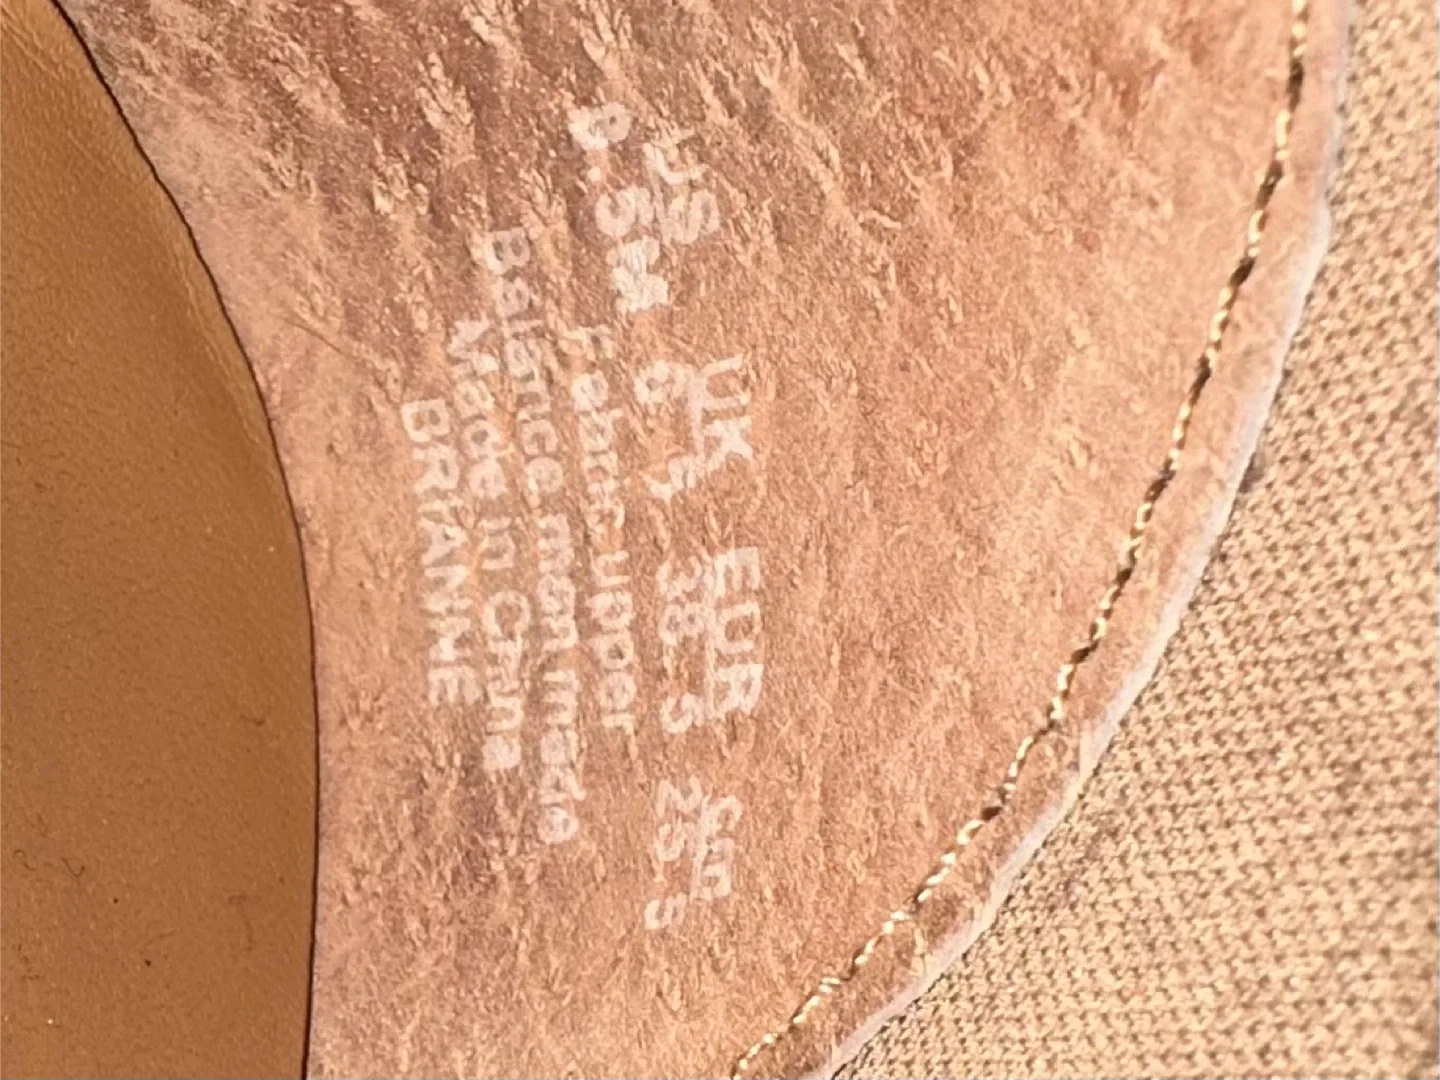 US UK EUR cm
8.5M 6.5 38.5 25.5
Fabric upper
Balance man made
Made in China
BRIANNE